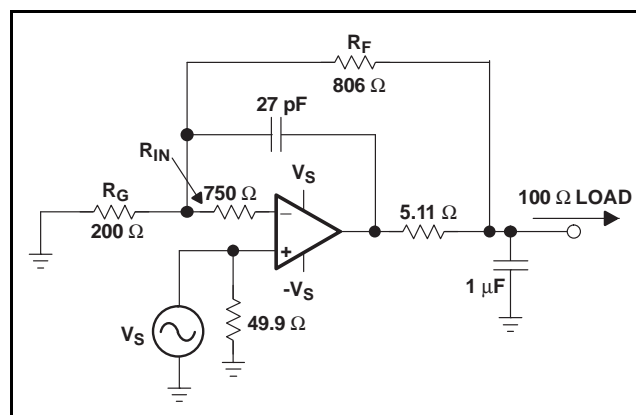 R_F
806 Ω
27 pF
R_IN
R_G
200 Ω
750 Ω
V_S
–
+
-V_S
5.11 Ω
100 Ω LOAD
1 μF
V_S
49.9 Ω